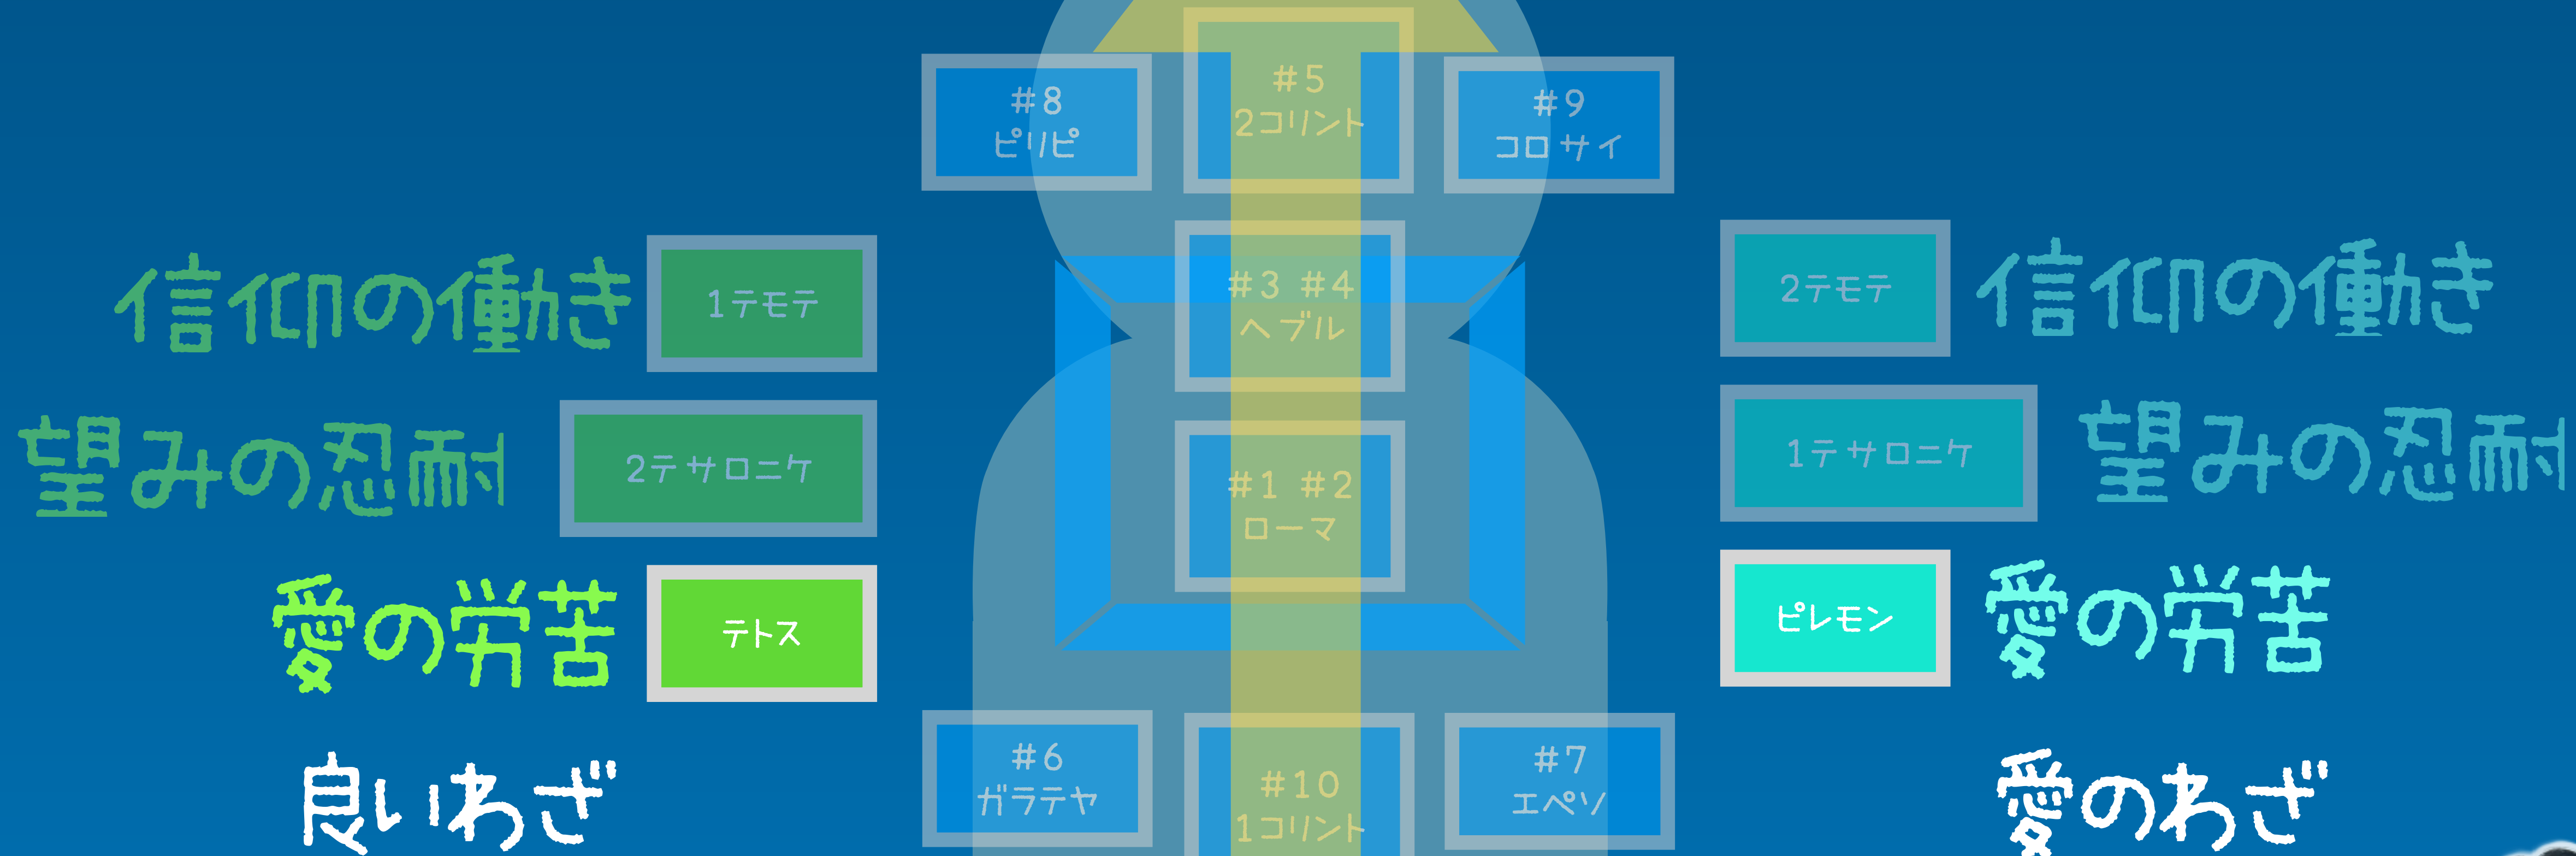 #5
2コリント
#8
ピリピ
#9
コロサイ
信仰の働き
1テモテ
#3 #4
ヘブル
2テモテ
信仰の働き
望みの忍耐
2テサロニケ
#1 #2
ローマ
1テサロニケ
望みの忍耐
愛の労苦
テトス
ピレモン
愛の労苦
#6
ガラテヤ
#10
1コリント
#7
エペソ
良いわざ
愛のわざ